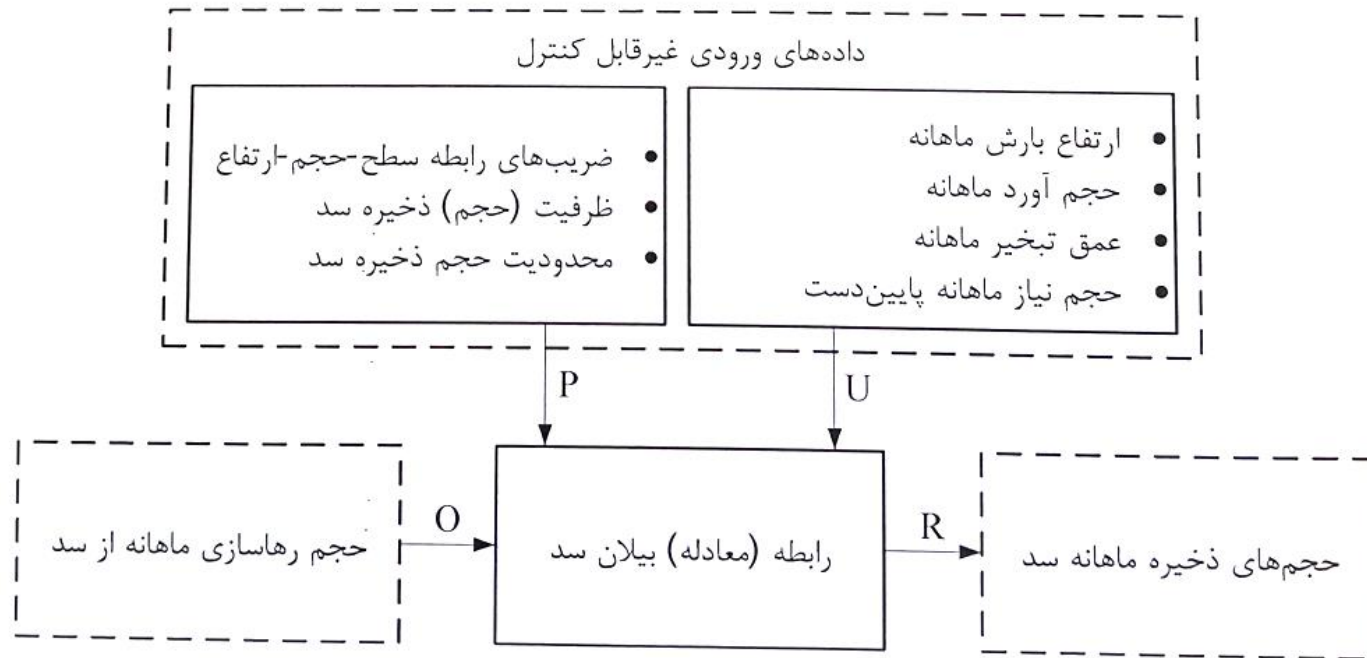 داده‌های ورودی غیرقابل کنترل
• ارتفاع بارش ماهانه
• حجم آورد ماهانه
• عمق تبخیر ماهانه
• حجم نیاز ماهانه پایین‌دست
• ضریب‌های رابطه سطح-حجم-ارتفاع
• ظرفیت (حجم) ذخیره سد
• محدودیت حجم ذخیره سد
P
U
حجم رهاسازی ماهانه از سد
O
رابطه (معادله) بیلان سد
R
حجم‌های ذخیره ماهانه سد